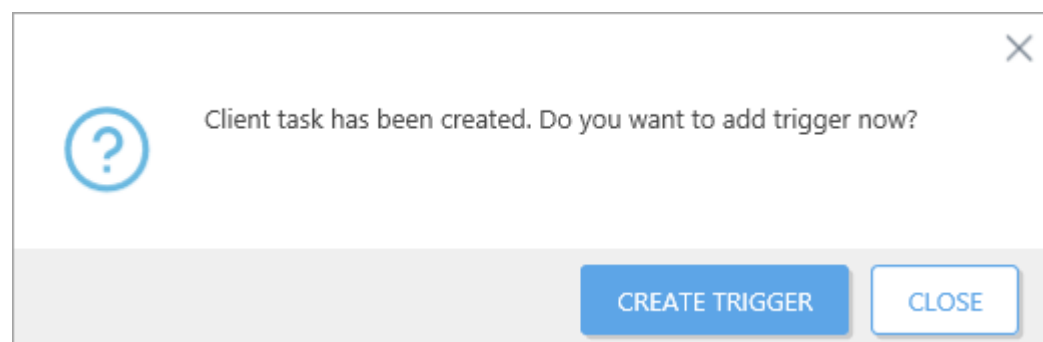 Client task has been created. Do you want to add trigger now?
CREATE TRIGGER
CLOSE